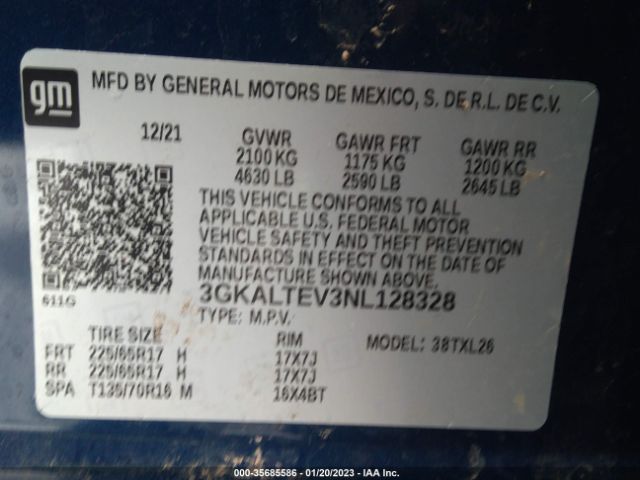 gm
MFD BY GENERAL MOTORS DE MEXICO, S. DE R.L. DE C.V.
12/21 GVWR GAWR FRT GAWR RR
2100 KG 1175 KG 1200 KG
4630 LB 2590 LB 2645 LB
THIS VEHICLE CONFORMS TO ALL
APPLICABLE U.S. FEDERAL MOTOR
VEHICLE SAFETY AND THEFT PREVENTION
STANDARDS IN EFFECT ON THE DATE OF
MANUFACTURE SHOWN ABOVE.
611G
3GKALTEV3NL128328
TYPE: M.P.V.
TIRE SIZE RIM MODEL: 38TXL26
FRT 225/65R17 H 17X7J
RR 225/65R17 H 17X7J
SPA T135/70R16 M 16X4BT
©Copyright #000-35685586 - 01/20/2023 - IAA Inc.